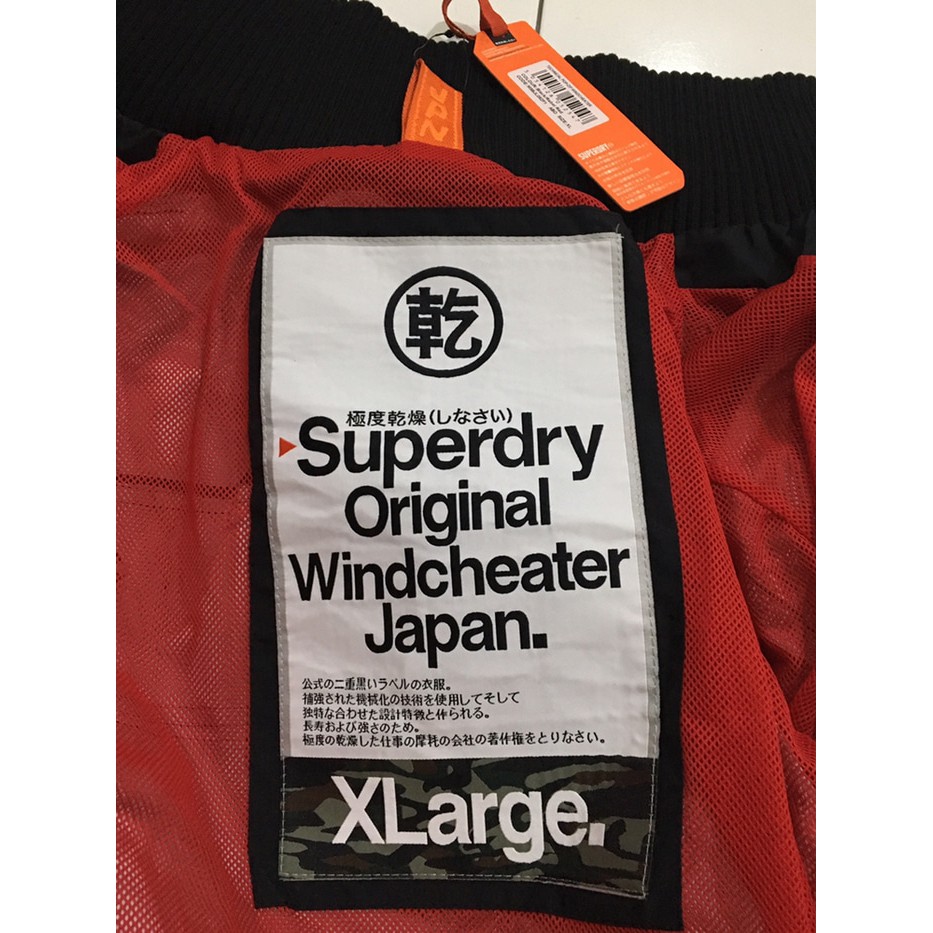 SUPERDRY
乾
極度乾燥(しなさい)
Superdry
Original
Windcheater
Japan.
公式の二重黒いラベルの衣服。
補強された機械化の技術を使用してそして
独特な合わせた設計特徴と作られる。
長寿および強さのため。
極度の乾燥した仕事の摩耗の会社の著作権をとりなさい。
XLarge.